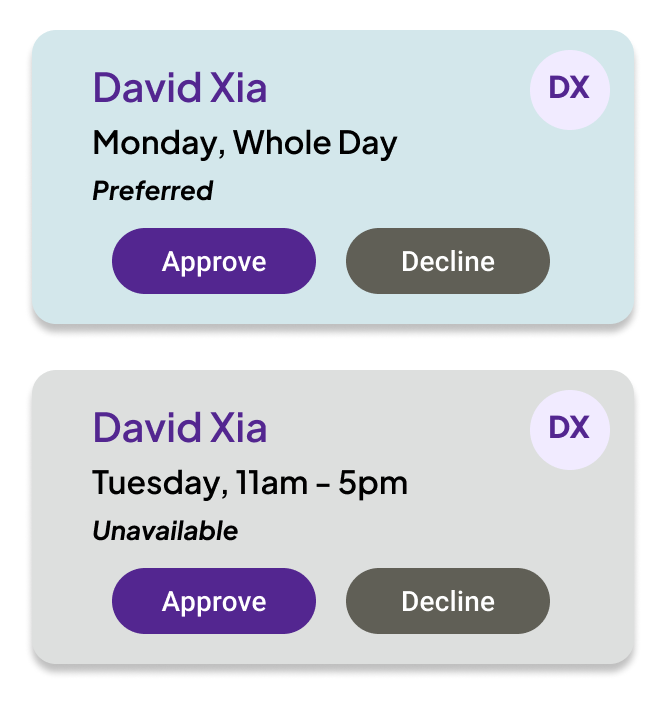 David Xia
DX
Monday, Whole Day
Preferred
Approve
Decline
David Xia
DX
Tuesday, 11am - 5pm
Unavailable
Approve
Decline